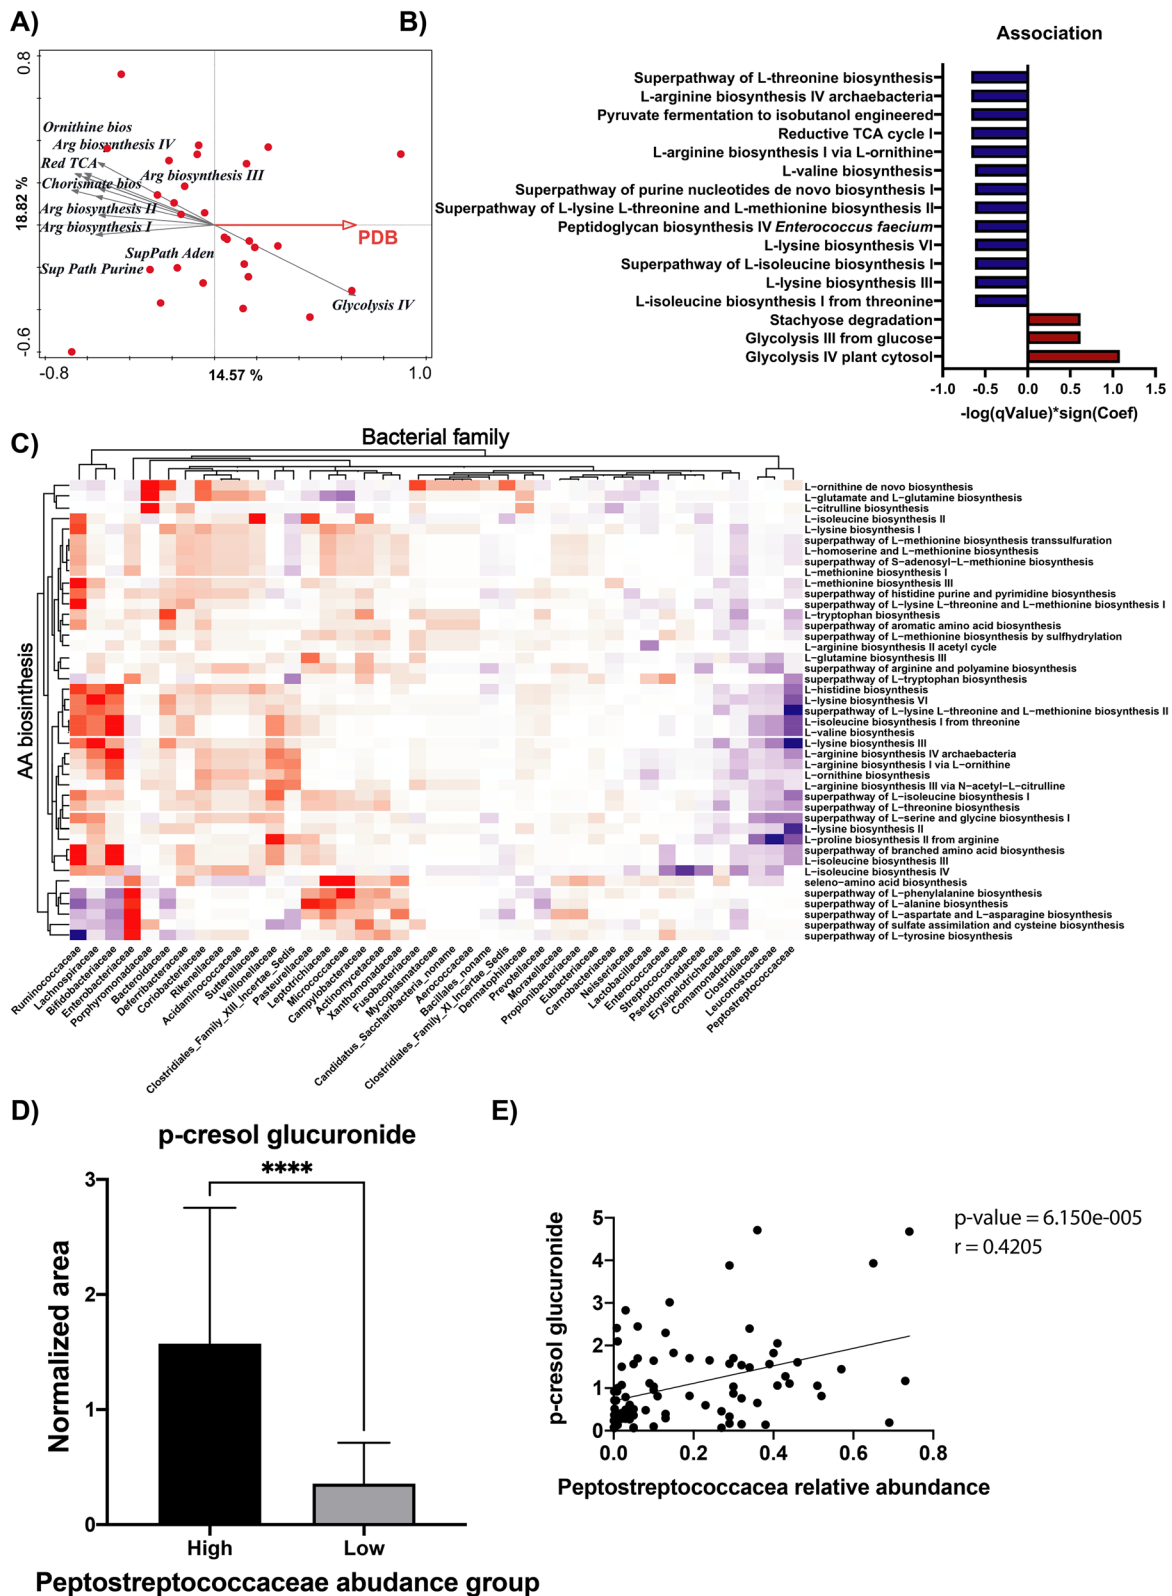 A)
0.8
18.82 %
-0.6
Ornithine bios
Arg biosynthesis IV
Red TCA
Arg biosynthesis III
Chorismate bios
Arg biosynthesis II
Arg biosynthesis I
SupPath Aden
Sup Path Purine
PDB
Glycolysis IV
-0.8
14.57 %
1.0
B)
Association
Superpathway of L-threonine biosynthesis
L-arginine biosynthesis IV archaebacteria
Pyruvate fermentation to isobutanol engineered
Reductive TCA cycle I
L-arginine biosynthesis I via L-ornithine
L-valine biosynthesis
Superpathway of purine nucleotides de novo biosynthesis I
Superpathway of L-lysine L-threonine and L-methionine biosynthesis II
Peptidoglycan biosynthesis IV Enterococcus faecium
L-lysine biosynthesis VI
Superpathway of L-isoleucine biosynthesis I
L-lysine biosynthesis III
L-isoleucine biosynthesis I from threonine
Stachyose degradation
Glycolysis III from glucose
Glycolysis IV plant cytosol
-1.0 -0.5 0.0 0.5 1.0 1.5
-log(qValue)*sign(Coef)
C)
Bacterial family
AA biosinthesis
L−ornithine de novo biosynthesis
L−glutamate and L−glutamine biosynthesis
L−citrulline biosynthesis
L−isoleucine biosynthesis II
L−lysine biosynthesis I
superpathway of L−methionine biosynthesis transsulfuration
L−homoserine and L−methionine biosynthesis
superpathway of S−adenosyl−L−methionine biosynthesis
L−methionine biosynthesis I
L−methionine biosynthesis III
superpathway of histidine purine and pyrimidine biosynthesis
superpathway of L−lysine L−threonine and L−methionine biosynthesis I
L−tryptophan biosynthesis
superpathway of aromatic amino acid biosynthesis
superpathway of L−methionine biosynthesis by sulfhydrylation
L−arginine biosynthesis II acetyl cycle
L−glutamine biosynthesis III
superpathway of arginine and polyamine biosynthesis
superpathway of L−tryptophan biosynthesis
L−histidine biosynthesis
L−lysine biosynthesis VI
superpathway of L−lysine L−threonine and L−methionine biosynthesis II
L−isoleucine biosynthesis I from threonine
L−valine biosynthesis
L−lysine biosynthesis III
L−arginine biosynthesis IV archaebacteria
L−arginine biosynthesis I via L−ornithine
L−ornithine biosynthesis
L−arginine biosynthesis III via N−acetyl−L−citrulline
superpathway of L−isoleucine biosynthesis I
superpathway of L−threonine biosynthesis
superpathway of L−serine and glycine biosynthesis I
L−lysine biosynthesis II
L−proline biosynthesis II from arginine
superpathway of branched amino acid biosynthesis
L−isoleucine biosynthesis III
L−isoleucine biosynthesis IV
seleno−amino acid biosynthesis
superpathway of L−phenylalanine biosynthesis
superpathway of L−alanine biosynthesis
superpathway of L−aspartate and L−asparagine biosynthesis
superpathway of sulfate assimilation and cysteine biosynthesis
superpathway of L−tyrosine biosynthesis
Ruminococcaceae
Lachnospiraceae
Bifidobacteriaceae
Enterobacteriaceae
Porphyromonadaceae
Bacteroidaceae
Deferribacteraceae
Coriobacteriaceae
Rikenellaceae
Acidaminococcaceae
Sutterellaceae
Veillonellaceae
Clostridiales_Family_XIII_Incertae_Sedis
Pasteurellaceae
Leptotrichiaceae
Micrococcaceae
Campylobacteraceae
Actinomycetaceae
Xanthomonadaceae
Fusobacteriaceae
Mycoplasmataceae
Candidatus_Saccharibacteria_noname
Aerococcaceae
Bacillales_noname
Clostridiales_Family_XI_Incertae_Sedis
Dermatophilaceae
Prevotellaceae
Moraxellaceae
Propionibacteriaceae
Eubacteriaceae
Carnobacteriaceae
Neisseriaceae
Lactobacillaceae
Enterococcaceae
Streptococcaceae
Pseudomonadaceae
Erysipelotrichaceae
Comamonadaceae
Clostridiaceae
Leuconostocaceae
Peptostreptococcaceae
D)
p-cresol glucuronide
****
Normalized area
3
2
1
0
High Low
Peptostreptococcaceae abudance group
E)
p-cresol glucuronide
5
4
3
2
1
0
0.0 0.2 0.4 0.6 0.8
Peptostreptococcacea relative abundance
p-value = 6.150e-005
r = 0.4205